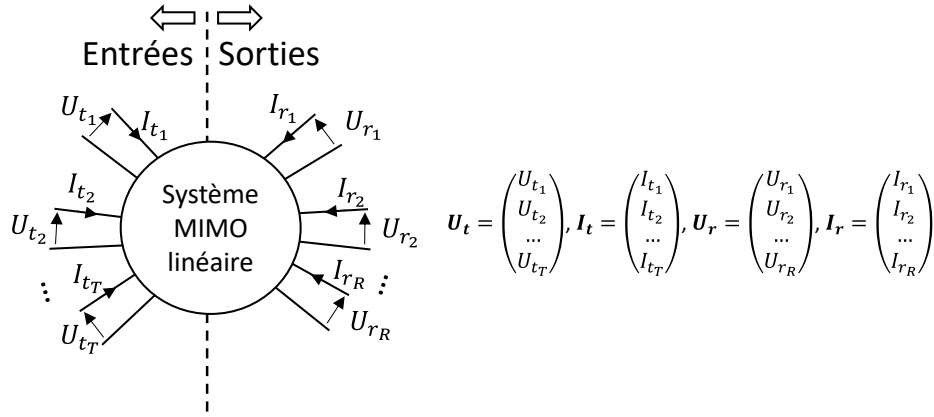 Entrées Sorties
U_{t_1} I_{t_1} I_{r_1} U_{r_1}
U_{t_2} I_{t_2} I_{r_2} U_{r_2}
... I_{t_T} I_{r_R} ...
U_{t_T} U_{r_R}
Système
MIMO
linéaire
U_t = (U_{t_1} U_{t_2} ... U_{t_T}), I_t = (I_{t_1} I_{t_2} ... I_{t_T}), U_r = (U_{r_1} U_{r_2} ... U_{r_R}), I_r = (I_{r_1} I_{r_2} ... I_{r_R})